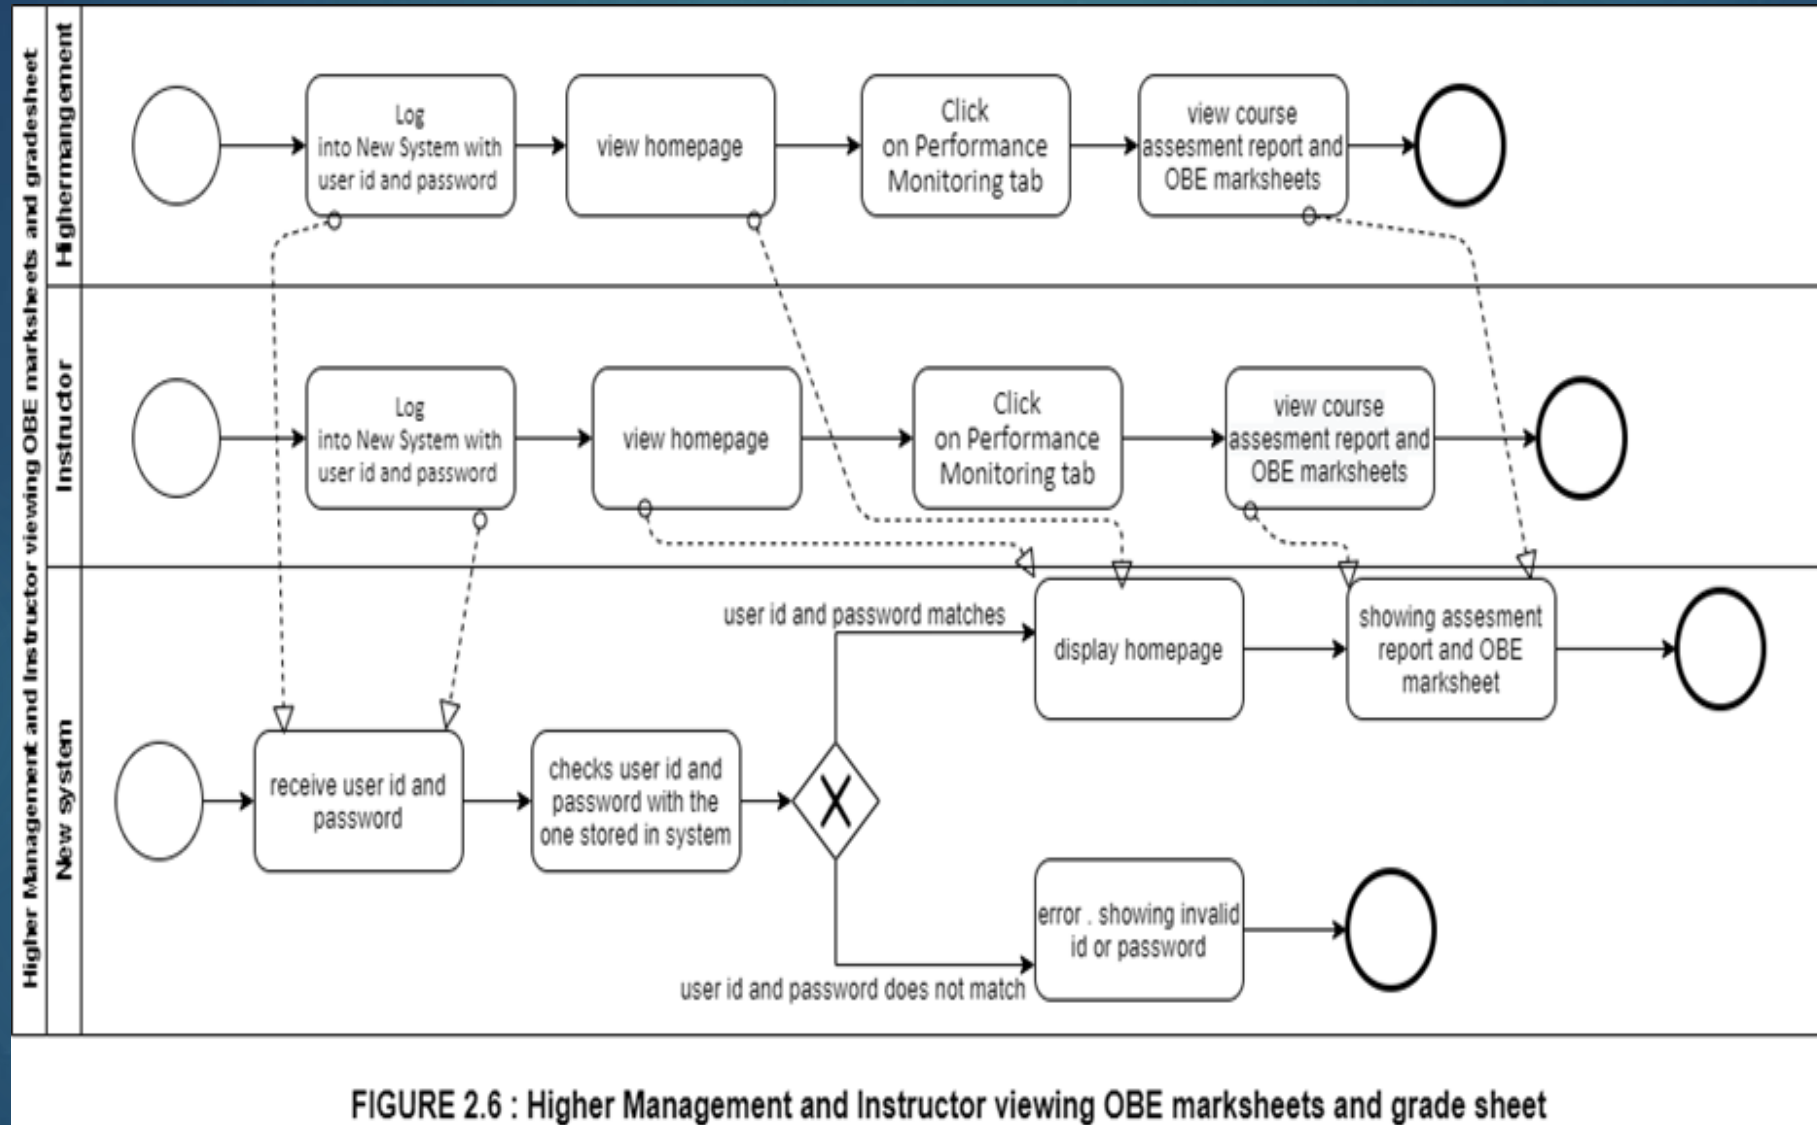 Higher Management and Instructor viewing OBE marksheets and gradesheet
Highermangement
Log
into New System with
user id and password
view homepage
Click
on Performance
Monitoring tab
view course
assesment report and
OBE marksheets
Instructor
Log
into New System with
user id and password
view homepage
Click
on Performance
Monitoring tab
view course
assesment report and
OBE marksheets
New system
receive user id and
password
checks user id and
password with the
one stored in system
user id and password matches
display homepage
showing assesment
report and OBE
marksheet
user id and password does not match
error . showing invalid
id or password
FIGURE 2.6 : Higher Management and Instructor viewing OBE marksheets and grade sheet